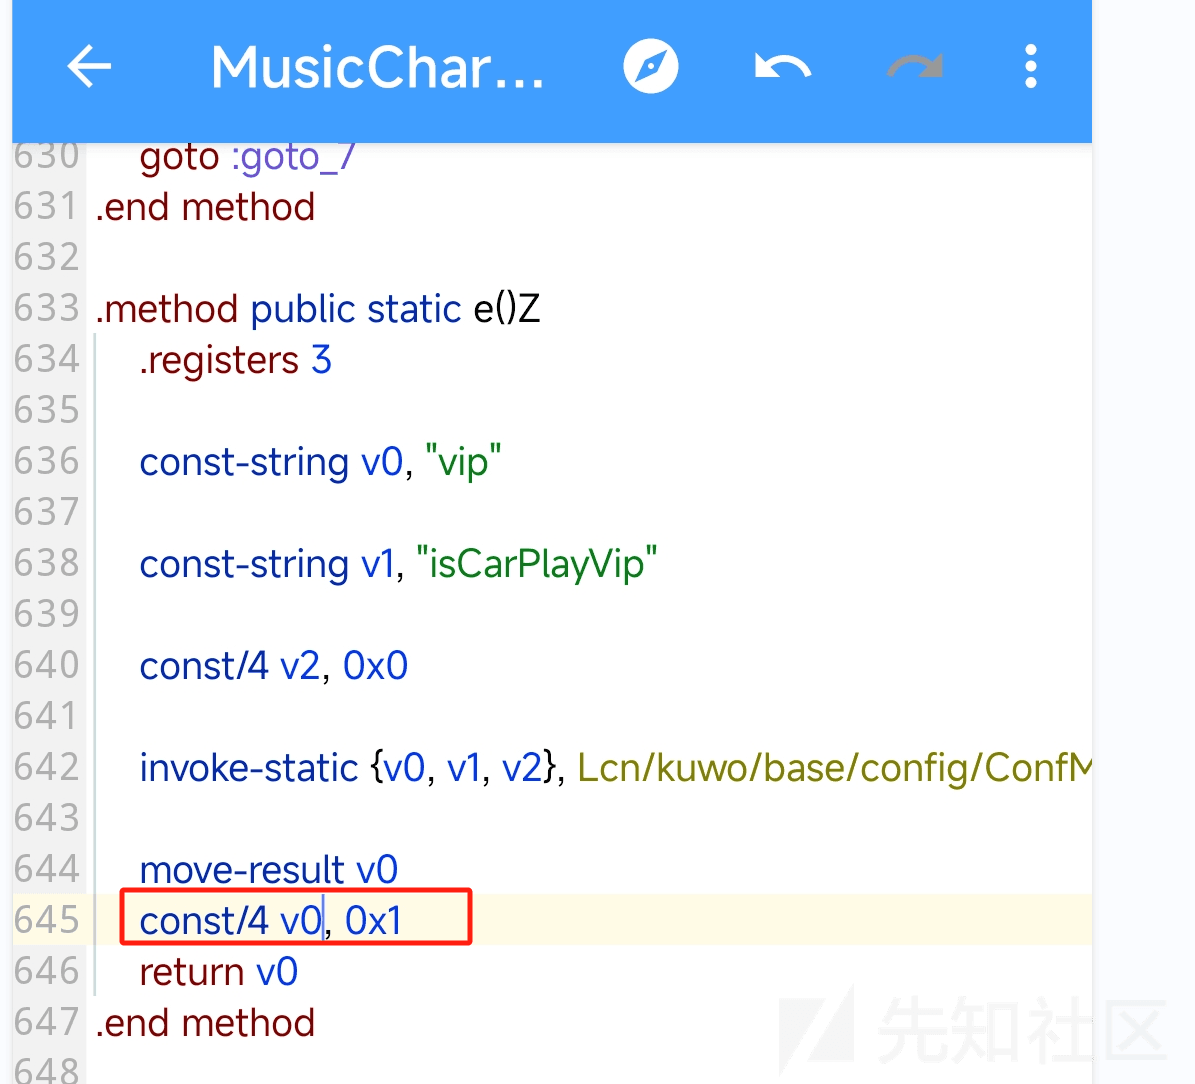 MusicChar...
630 goto :goto_7
631 .end method
632
633 .method public static e()Z
634 .registers 3
635
636 const-string v0, "vip"
637
638 const-string v1, "isCarPlayVip"
639
640 const/4 v2, 0x0
641
642 invoke-static {v0, v1, v2}, Lcn/kuwo/base/config/ConfM
643
644 move-result v0
645 const/4 v0, 0x1
646 return v0
647 .end method
648
先知社区